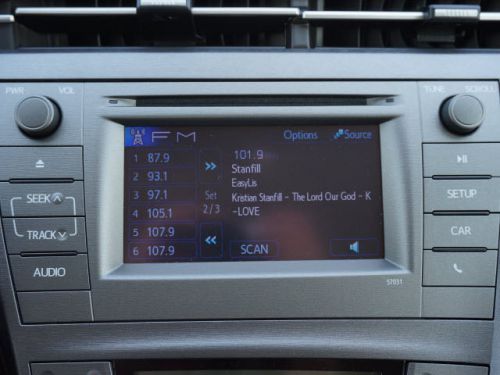 PWR VOL
TUNE SCROLL
FM Options Source
1 87.9
2 93.1
3 97.1
4 105.1
5 107.9
6 107.9
Set
2/3
101.9
Stanfill
EasyLis
Kristian Stanfill - The Lord Our God - K
-LOVE
SCAN
SEEK
TRACK
AUDIO
SETUP
CAR
57031